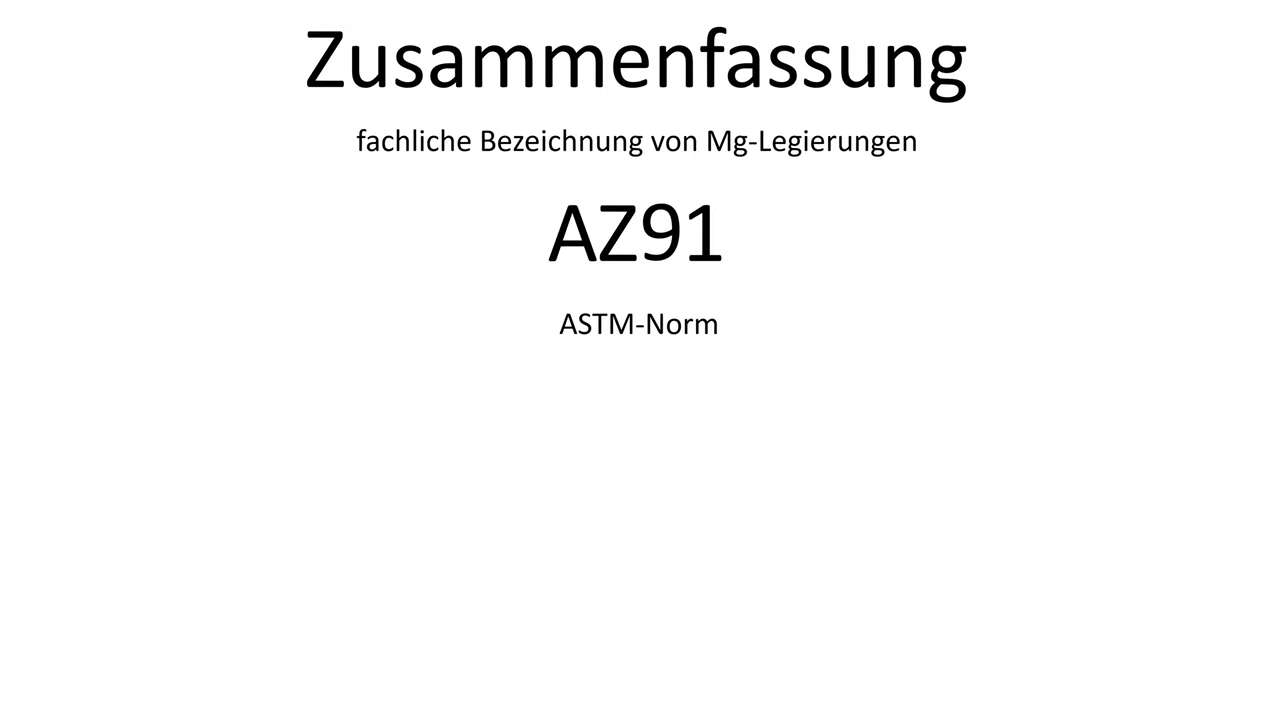 Zusammenfassung
fachliche Bezeichnung von Mg-Legierungen
AZ91
ASTM-Norm